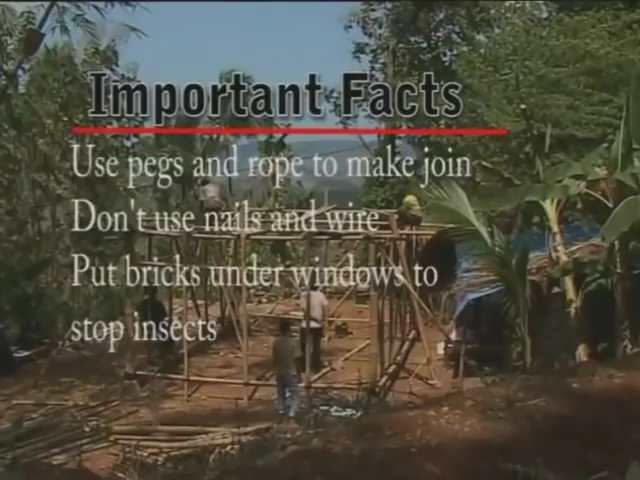 Important Facts
Use pegs and rope to make join
Don't use nails and wire
Put bricks under windows to
stop insects